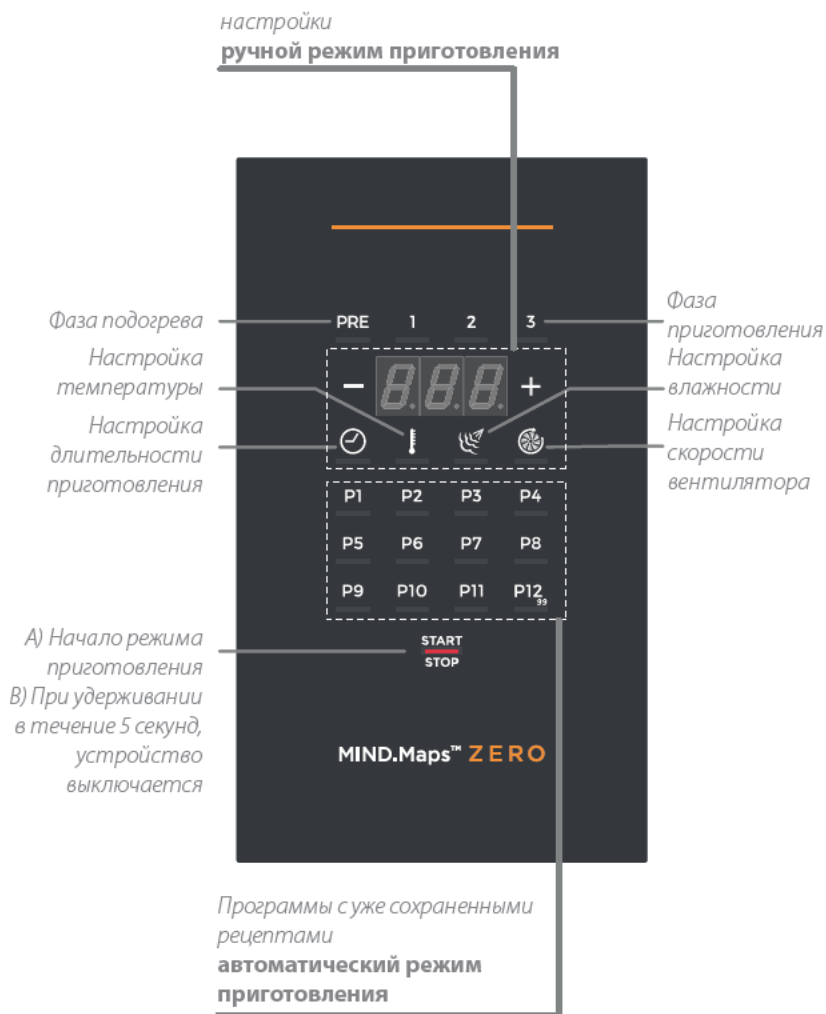 настройки
ручной режим приготовления
Фаза подогрева
PRE 1 2 3
Фаза
приготовления
Настройка
температуры
− 8.8.8. +
Настройка
влажности
Настройка
длительности
приготовления
Настройка
скорости
вентилятора
P1 P2 P3 P4
P5 P6 P7 P8
P9 P10 P11 P12 99
А) Начало режима
приготовления
В) При удерживании
в течение 5 секунд,
устройство
выключается
START
STOP
MIND.Maps™ ZERO
Программы с уже сохраненными
рецептами
автоматический режим
приготовления